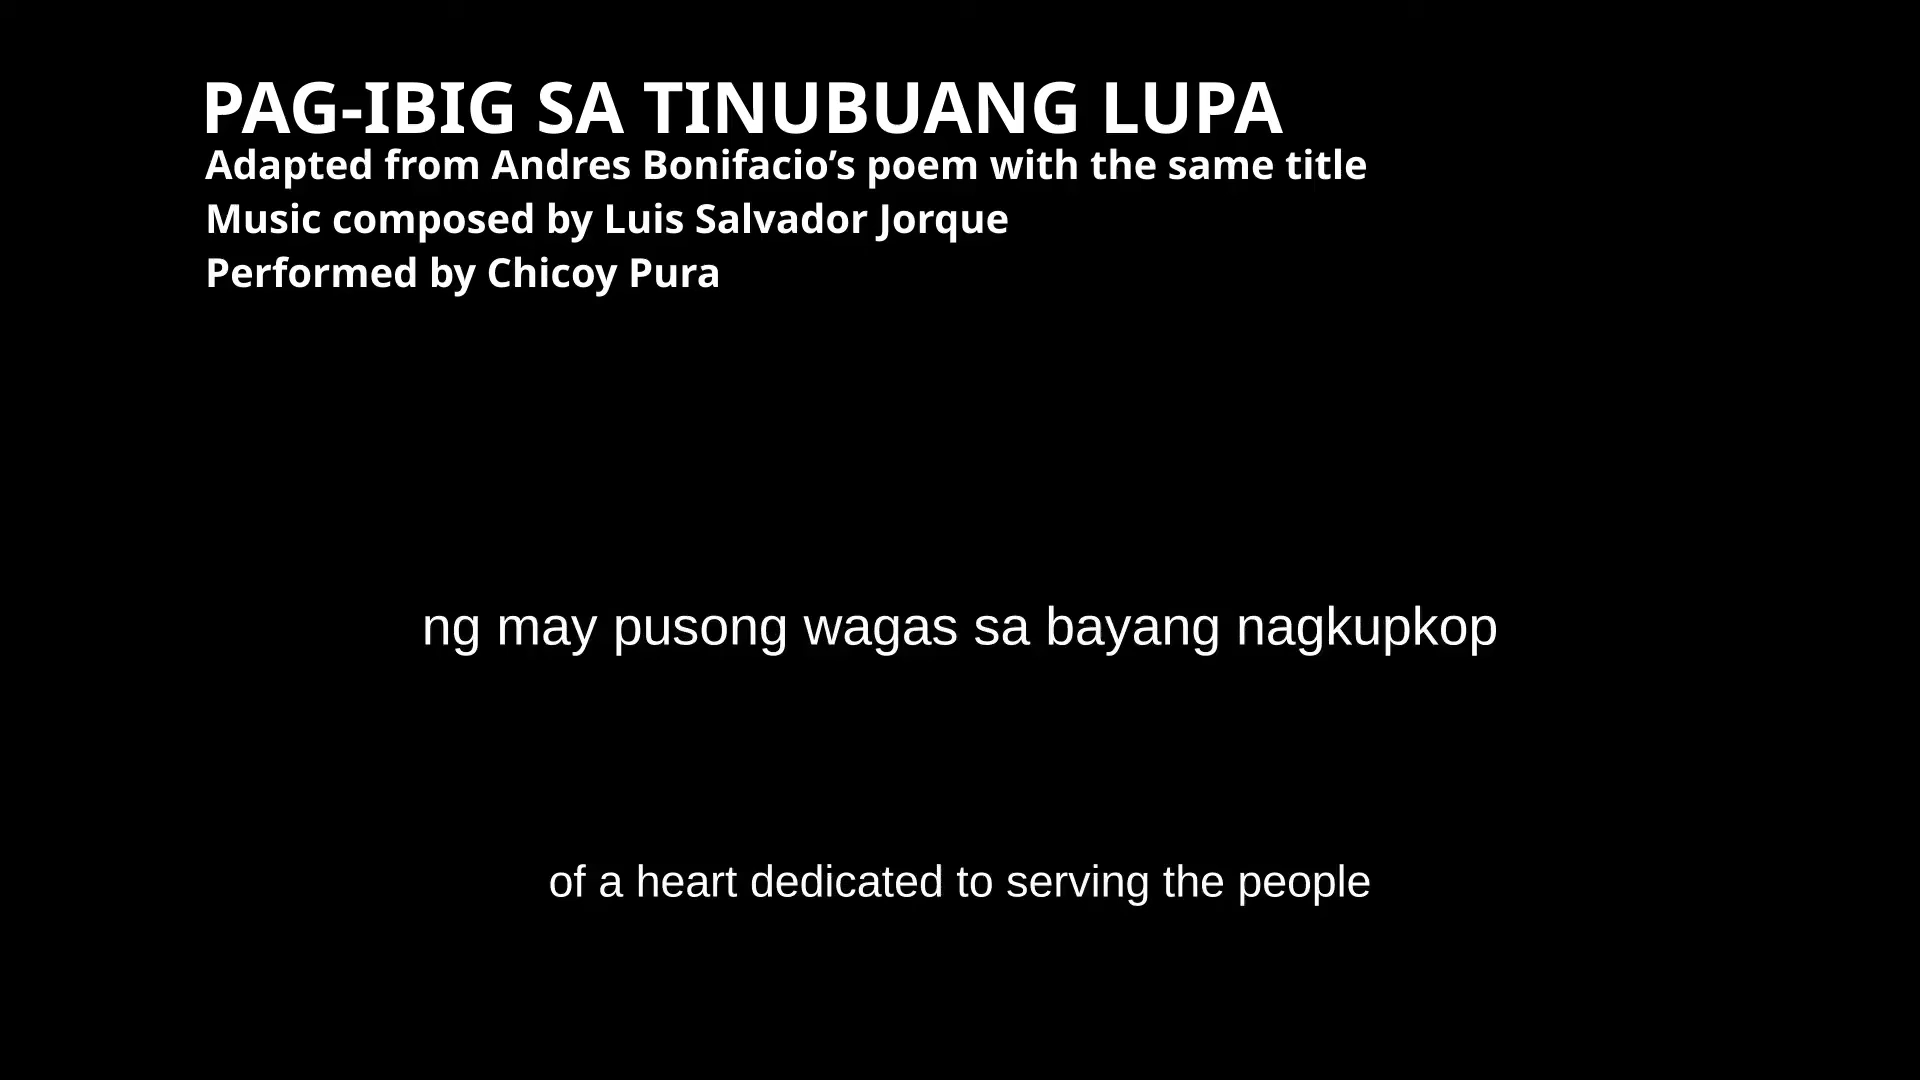 PAG-IBIG SA TINUBUANG LUPA
Adapted from Andres Bonifacio’s poem with the same title
Music composed by Luis Salvador Jorque
Performed by Chicoy Pura
ng may pusong wagas sa bayang nagkupkop
of a heart dedicated to serving the people